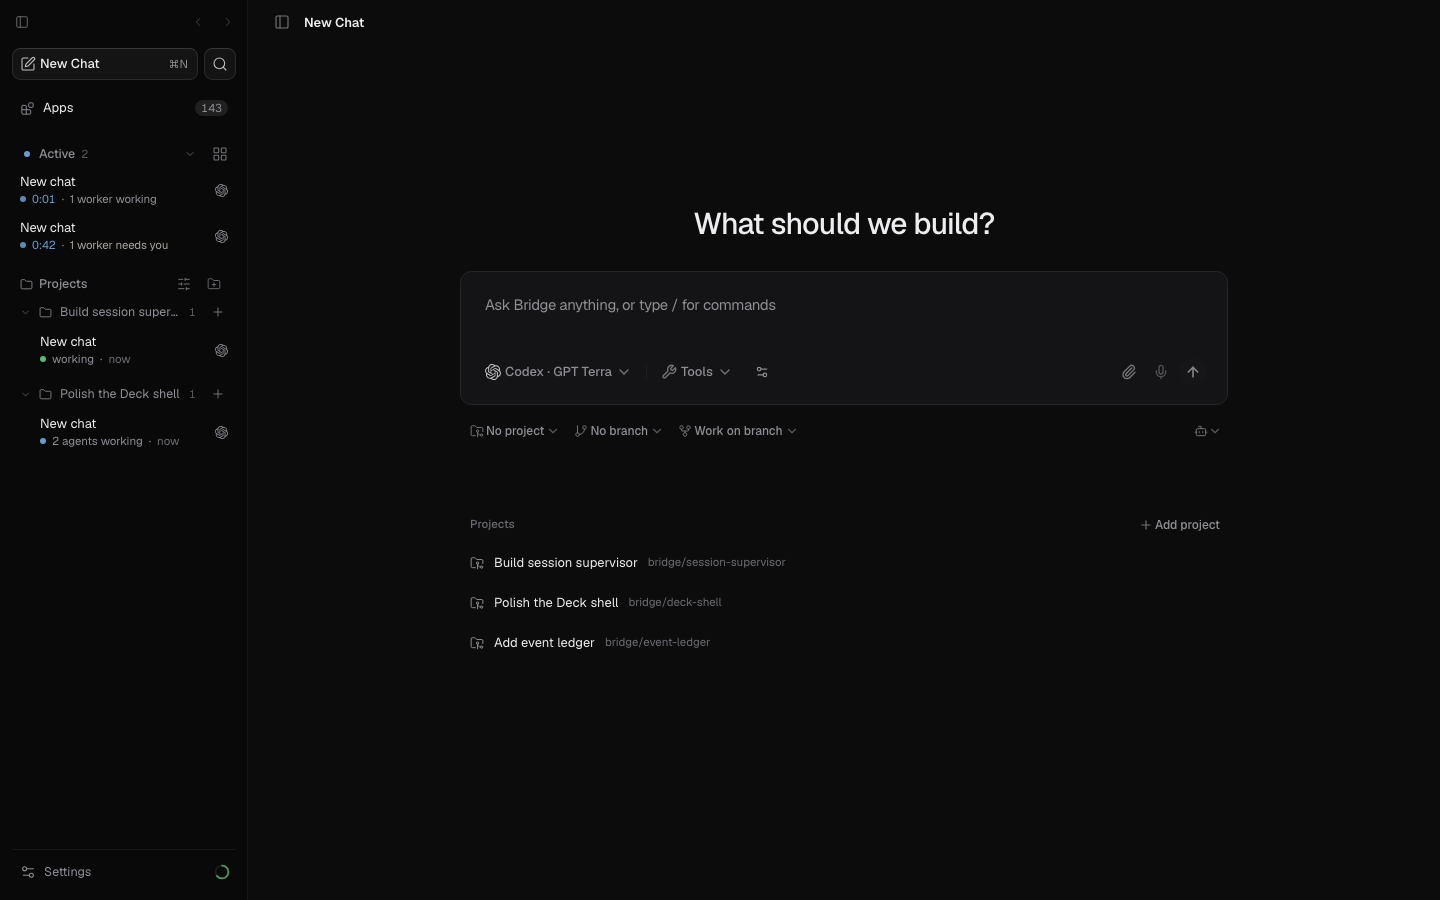 New Chat
New Chat ⌘N
Apps 143
Active 2
New chat
0:01 · 1 worker working
New chat
0:42 · 1 worker needs you
Projects
Build session super... 1
New chat
working · now
Polish the Deck shell 1
New chat
2 agents working · now
Settings
What should we build?
Ask Bridge anything, or type / for commands
Codex · GPT Terra
Tools
No project
No branch
Work on branch
Projects
Add project
Build session supervisor bridge/session-supervisor
Polish the Deck shell bridge/deck-shell
Add event ledger bridge/event-ledger